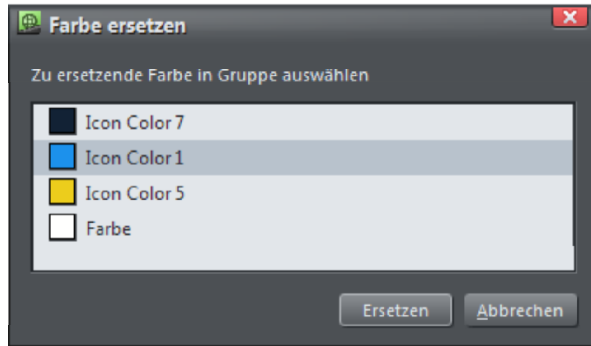 Farbe ersetzen
Zu ersetzende Farbe in Gruppe auswählen
Icon Color 7
Icon Color 1
Icon Color 5
Farbe
Ersetzen
Abbrechen